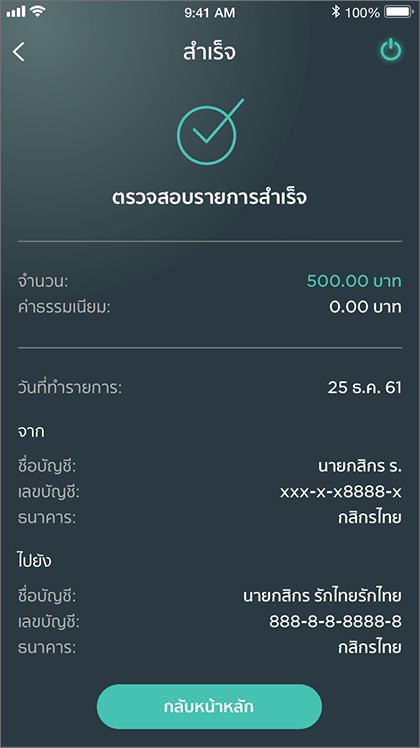 9:41 AM 100%
สำเร็จ
ตรวจสอบรายการสำเร็จ
จำนวน: 500.00 บาท
ค่าธรรมเนียม: 0.00 บาท
วันที่ทำรายการ: 25 ธ.ค. 61
จาก
ชื่อบัญชี: นายกสิกร ร.
เลขบัญชี: xxx-x-x8888-x
ธนาคาร: กสิกรไทย
ไปยัง
ชื่อบัญชี: นายกสิกร รักไทยรักไทย
เลขบัญชี: 888-8-8-8888-8
ธนาคาร: กสิกรไทย
กลับหน้าหลัก